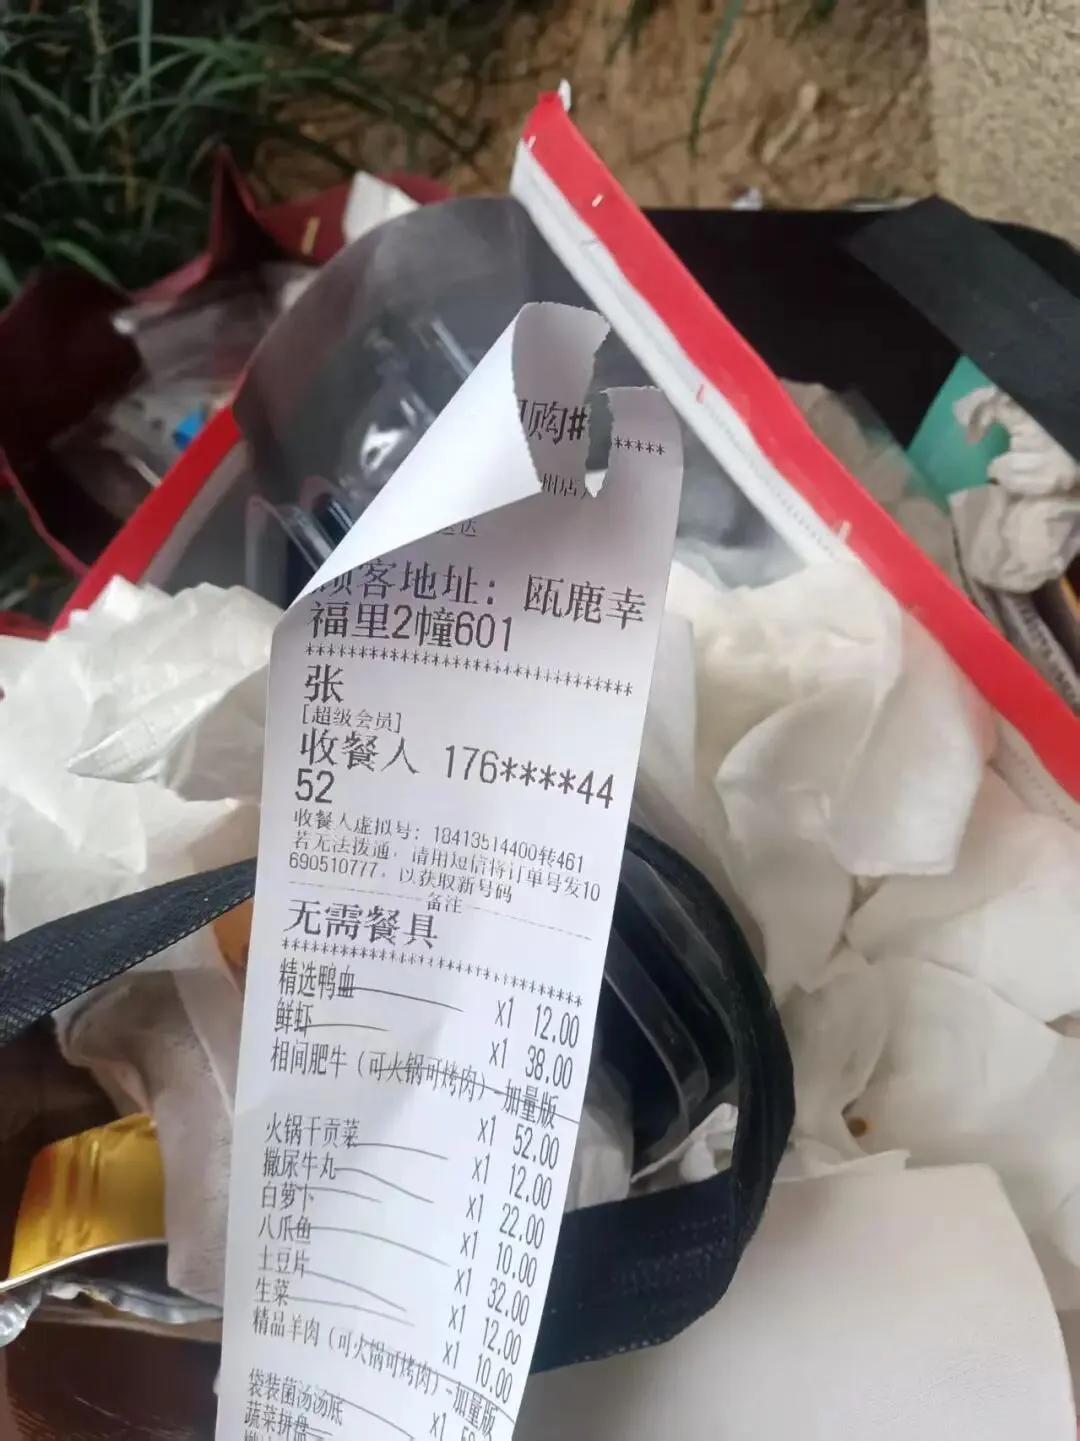 购#
******
州店
送达
顾客地址：瓯鹿幸
福里2幢601
********************************
张
[超级会员]
收餐人 176****44
52
收餐人虚拟号：18413514400转461
若无法拨通，请用短信将订单号发10
690510777，以获取新号码
备注
无需餐具
********************************
精选鸭血 x1 12.00
鲜虾 x1 38.00
相间肥牛（可火锅可烤肉）-加量版
x1 52.00
火锅干贡菜 x1 12.00
撒尿牛丸 x1 22.00
白萝卜 x1 10.00
八爪鱼 x1 32.00
土豆片 x1 12.00
生菜 x1 10.00
精品羊肉（可火锅可烤肉）-加量版
x1
袋装菌汤汤底
蔬菜拼盘